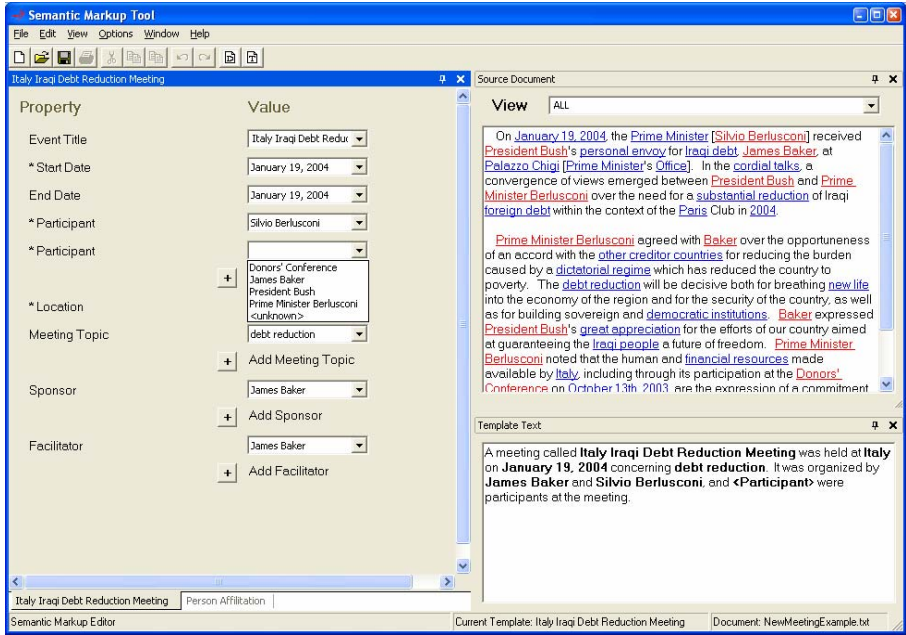 Semantic Markup Tool
File Edit View Options Window Help
Italy Iraqi Debt Reduction Meeting
Property Value
Event Title Italy Iraqi Debt Reduc
* Start Date January 19, 2004
End Date January 19, 2004
* Participant Silvio Berlusconi
* Participant
Donors' Conference
James Baker
President Bush
Prime Minister Berlusconi
<unknown>
+
* Location
Meeting Topic debt reduction
+ Add Meeting Topic
Sponsor James Baker
+ Add Sponsor
Facilitator James Baker
+ Add Facilitator
Italy Iraqi Debt Reduction Meeting Person Affilitation
Source Document
View ALL
On January 19, 2004, the Prime Minister [Silvio Berlusconi] received
President Bush's personal envoy for Iraqi debt, James Baker, at
Palazzo Chigi [Prime Minister's Office]. In the cordial talks, a
convergence of views emerged between President Bush and Prime
Minister Berlusconi over the need for a substantial reduction of Iraqi
foreign debt within the context of the Paris Club in 2004.
Prime Minister Berlusconi agreed with Baker over the opportuneness
of an accord with the other creditor countries for reducing the burden
caused by a dictatorial regime which has reduced the country to
poverty. The debt reduction will be decisive both for breathing new life
into the economy of the region and for the security of the country, as well
as for building sovereign and democratic institutions. Baker expressed
President Bush's great appreciation for the efforts of our country aimed
at guaranteeing the Iraqi people a future of freedom. Prime Minister
Berlusconi noted that the human and financial resources made
available by Italy, including through its participation at the Donors'
Conference on October 13th, 2003, are the expression of a commitment
Template Text
A meeting called Italy Iraqi Debt Reduction Meeting was held at Italy
on January 19, 2004 concerning debt reduction. It was organized by
James Baker and Silvio Berlusconi, and <Participant> were
participants at the meeting.
Semantic Markup Editor Current Template: Italy Iraqi Debt Reduction Meeting Document: NewMeetingExample.txt